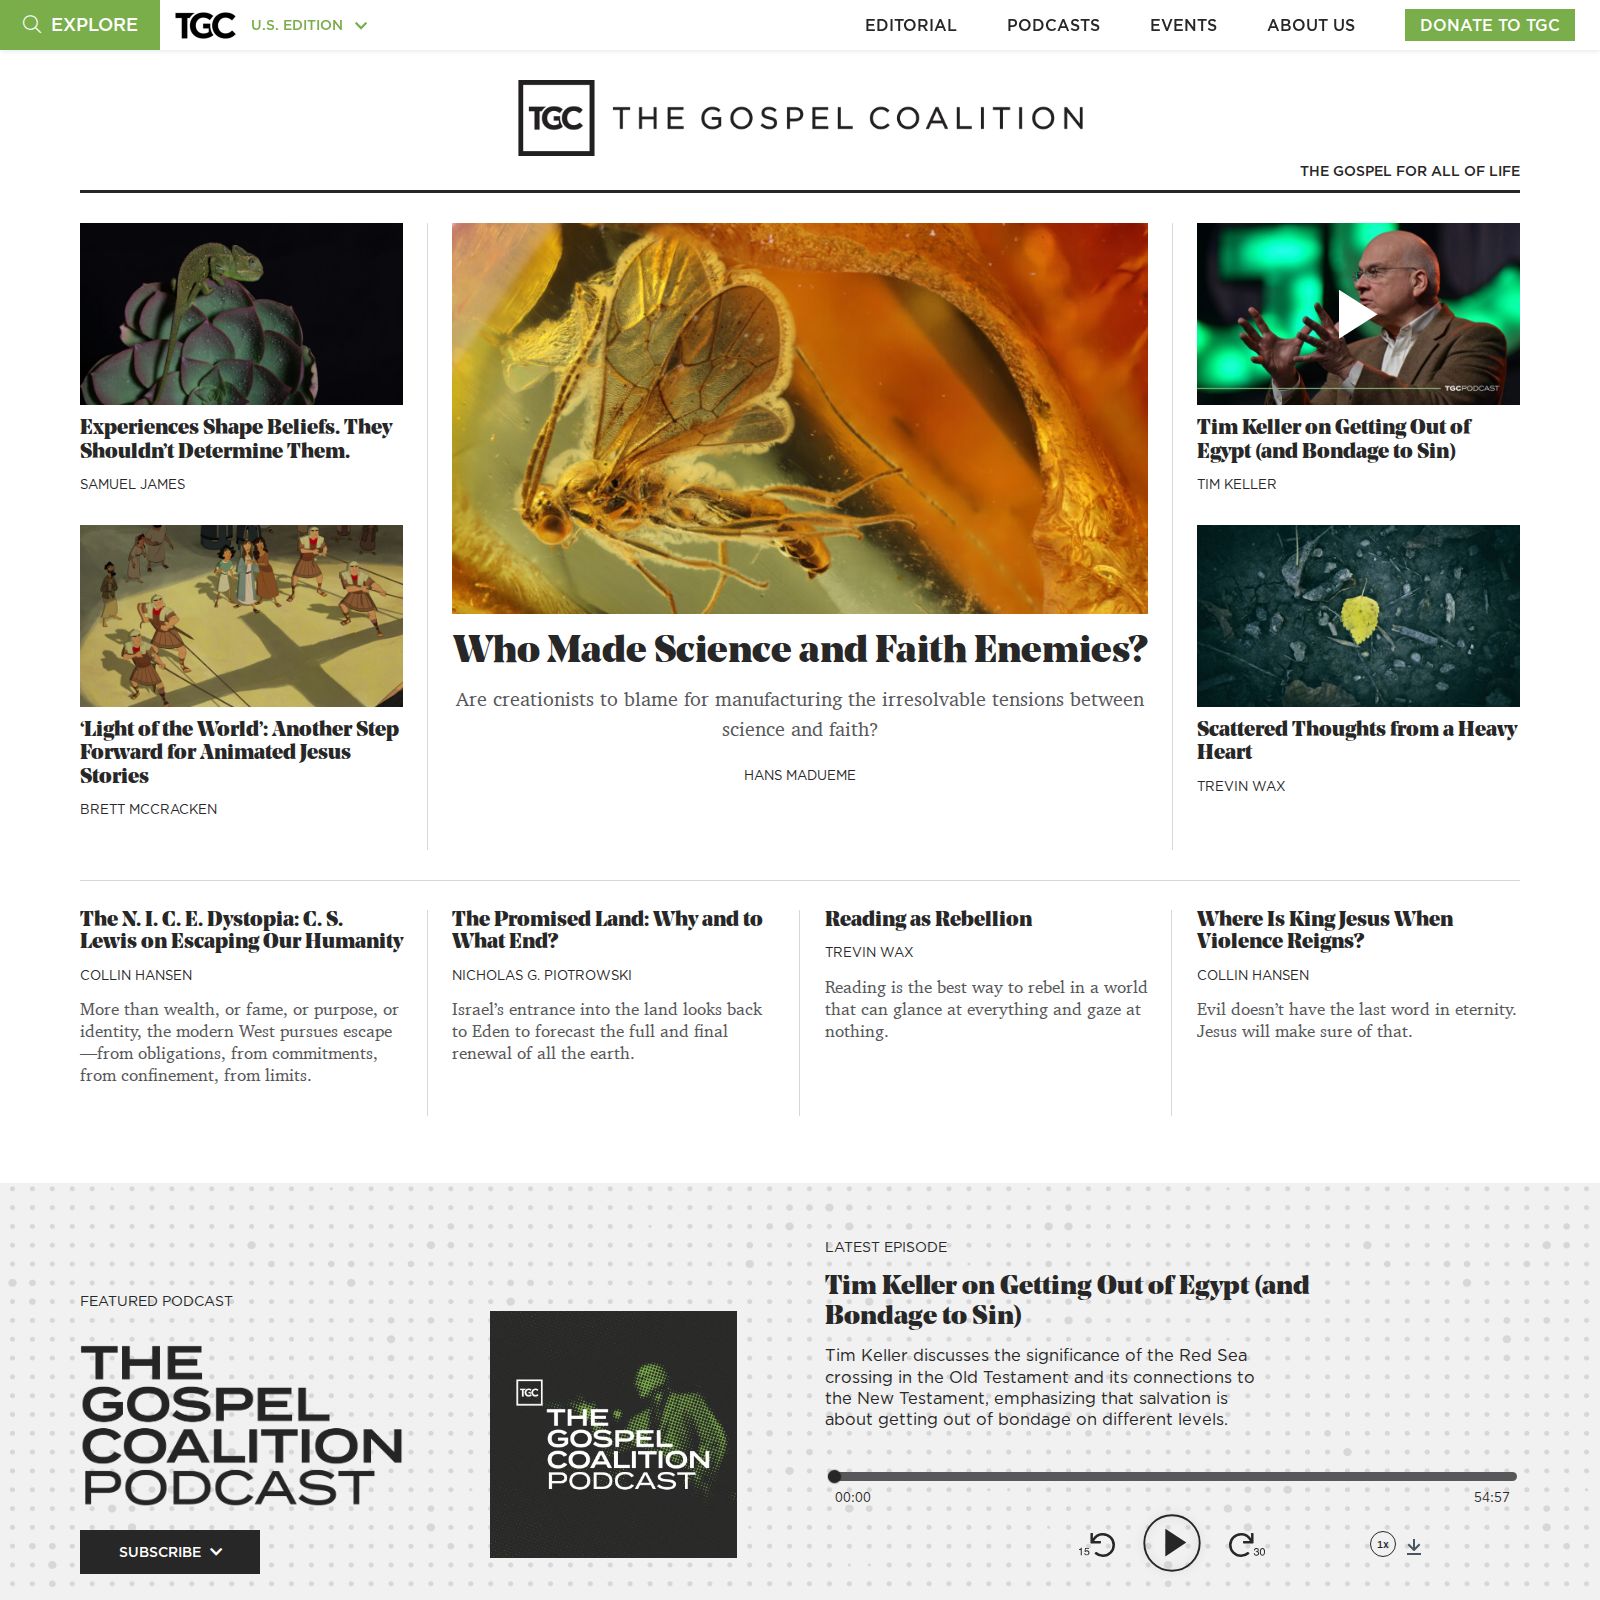 EXPLORE
TGC
U.S. EDITION
EDITORIAL
PODCASTS
EVENTS
ABOUT US
DONATE TO TGC
TGC THE GOSPEL COALITION
THE GOSPEL FOR ALL OF LIFE
Experiences Shape Beliefs. They
Shouldn’t Determine Them.
SAMUEL JAMES
‘Light of the World’: Another Step
Forward for Animated Jesus
Stories
BRETT MCCRACKEN
Who Made Science and Faith Enemies?
Are creationists to blame for manufacturing the irresolvable tensions between
science and faith?
HANS MADUEME
TGCPODCAST
Tim Keller on Getting Out of
Egypt (and Bondage to Sin)
TIM KELLER
Scattered Thoughts from a Heavy
Heart
TREVIN WAX
The N. I. C. E. Dystopia: C. S.
Lewis on Escaping Our Humanity
COLLIN HANSEN
More than wealth, or fame, or purpose, or
identity, the modern West pursues escape
—from obligations, from commitments,
from confinement, from limits.
The Promised Land: Why and to
What End?
NICHOLAS G. PIOTROWSKI
Israel’s entrance into the land looks back
to Eden to forecast the full and final
renewal of all the earth.
Reading as Rebellion
TREVIN WAX
Reading is the best way to rebel in a world
that can glance at everything and gaze at
nothing.
Where Is King Jesus When
Violence Reigns?
COLLIN HANSEN
Evil doesn’t have the last word in eternity.
Jesus will make sure of that.
FEATURED PODCAST
THE
GOSPEL
COALITION
PODCAST
SUBSCRIBE
TGC
THE
GOSPEL
COALITION
PODCAST
LATEST EPISODE
Tim Keller on Getting Out of Egypt (and
Bondage to Sin)
Tim Keller discusses the significance of the Red Sea
crossing in the Old Testament and its connections to
the New Testament, emphasizing that salvation is
about getting out of bondage on different levels.
00:00
54:57
15
30
1x